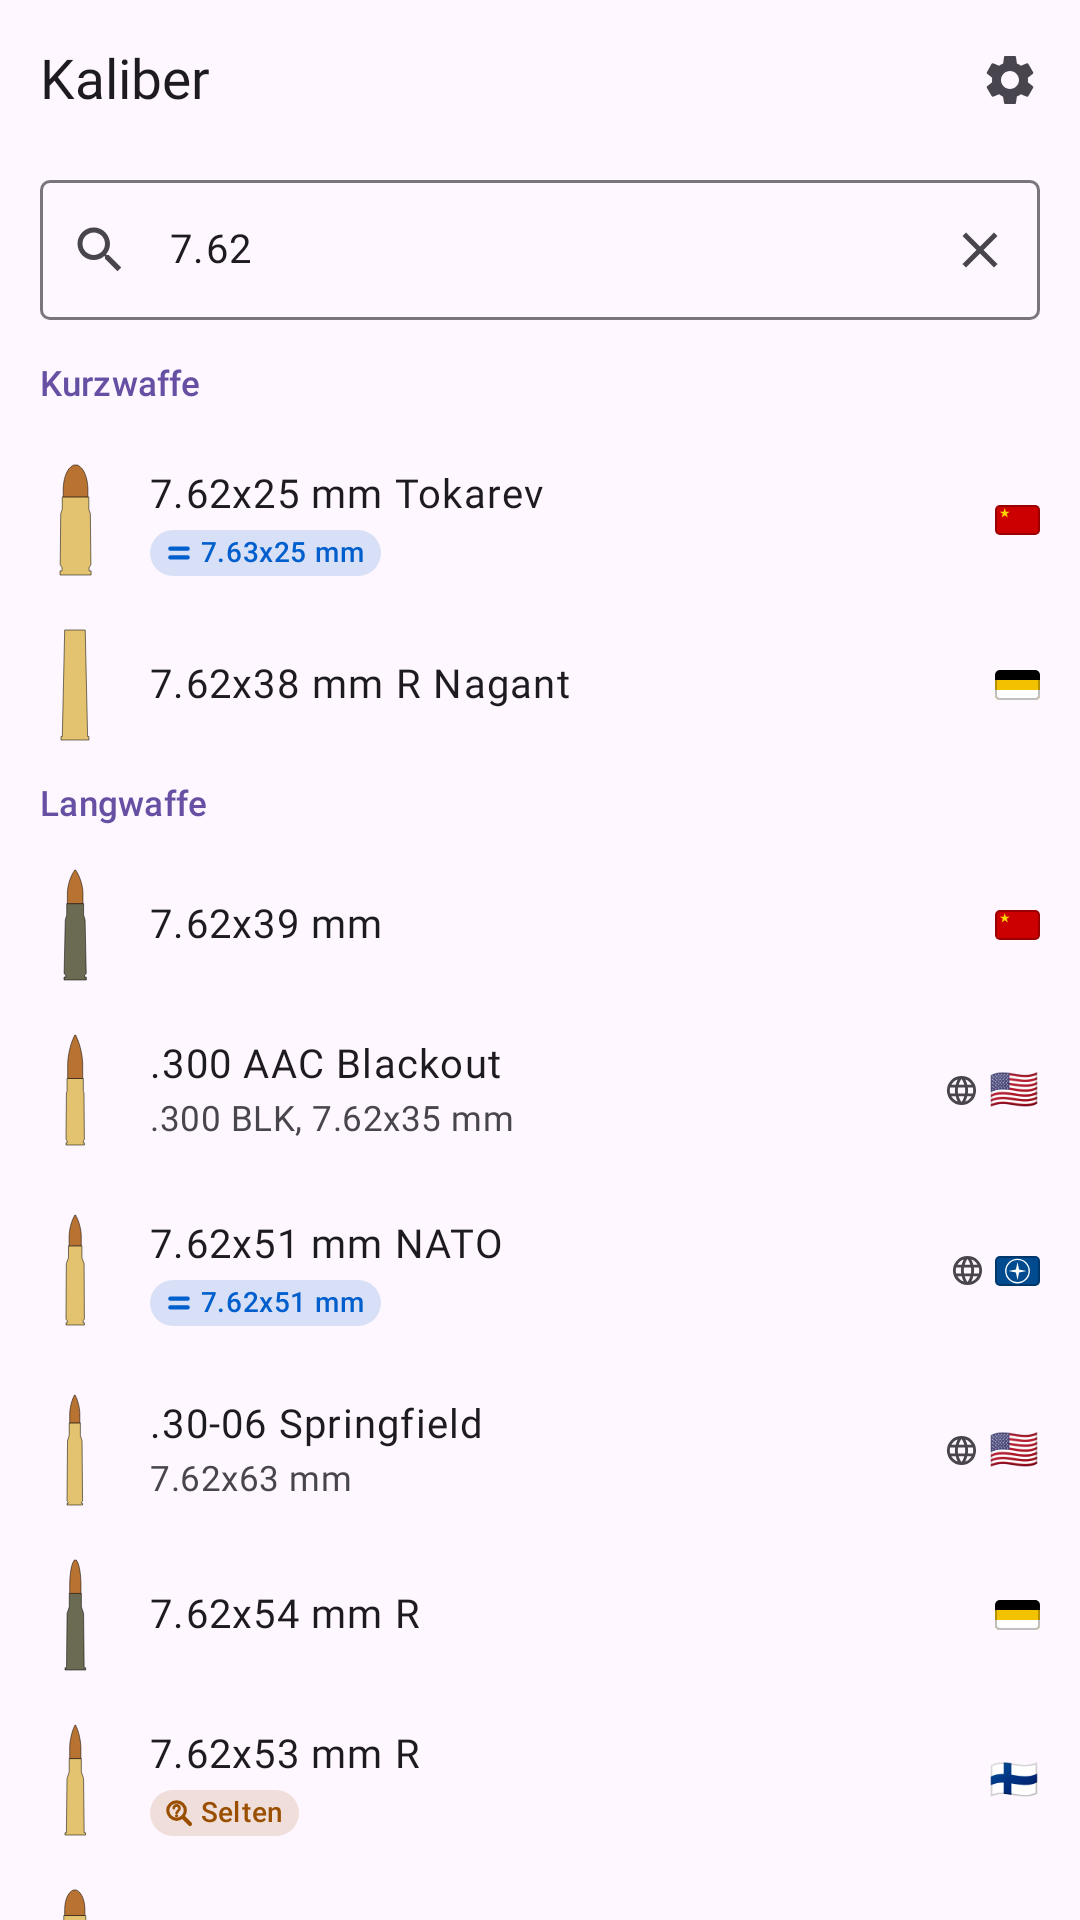 Kaliber
7.62
Kurzwaffe
7.62x25 mm Tokarev
= 7.63x25 mm
7.62x38 mm R Nagant
Langwaffe
7.62x39 mm
.300 AAC Blackout
.300 BLK, 7.62x35 mm
7.62x51 mm NATO
= 7.62x51 mm
.30-06 Springfield
7.62x63 mm
7.62x54 mm R
7.62x53 mm R
Selten